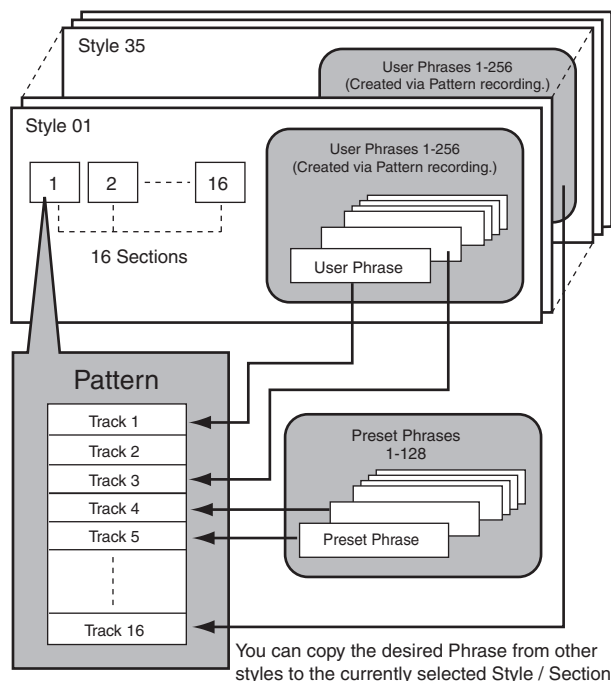 Style 35
User Phrases 1-256
(Created via Pattern recording.)
Style 01
User Phrases 1-256
(Created via Pattern recording.)
1
2
16
16 Sections
User Phrase
Pattern
Track 1
Track 2
Track 3
Track 4
Track 5
Track 16
Preset Phrases
1-128
Preset Phrase
You can copy the desired Phrase from other
styles to the currently selected Style / Section